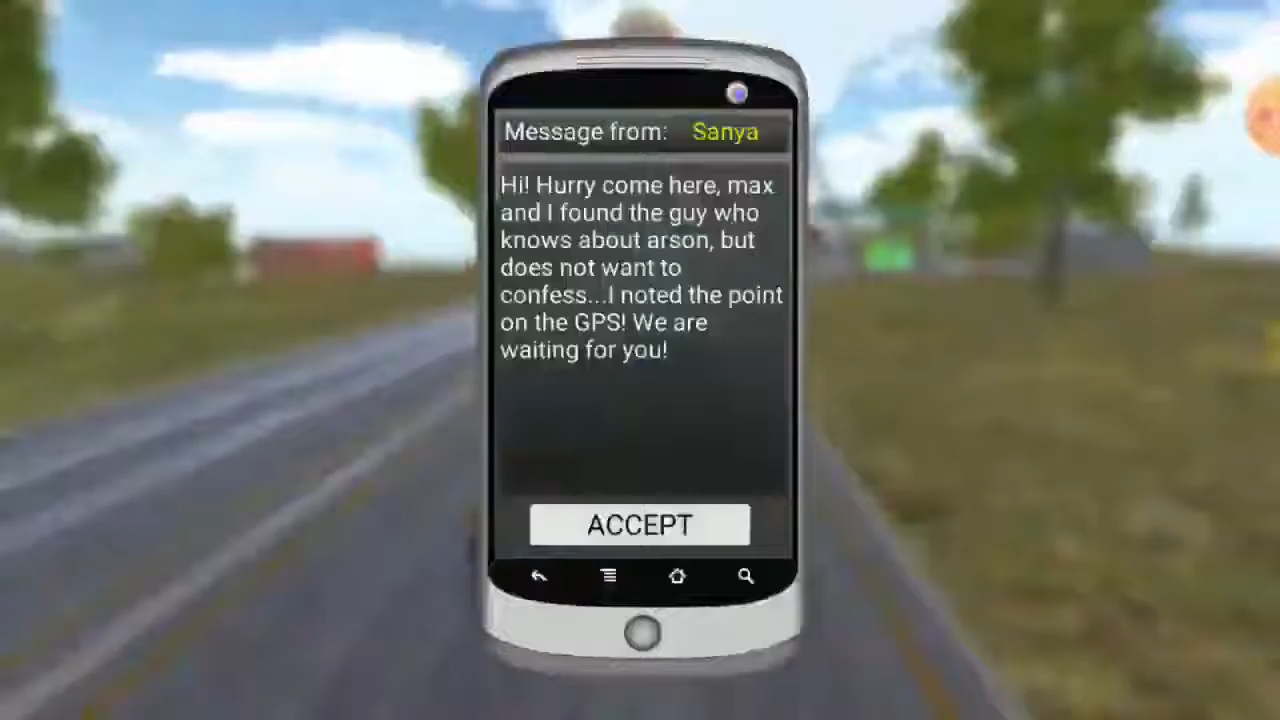 Message from: Sanya
Hi! Hurry come here, max
and I found the guy who
knows about arson, but
does not want to
confess...I noted the point
on the GPS! We are
waiting for you!
ACCEPT